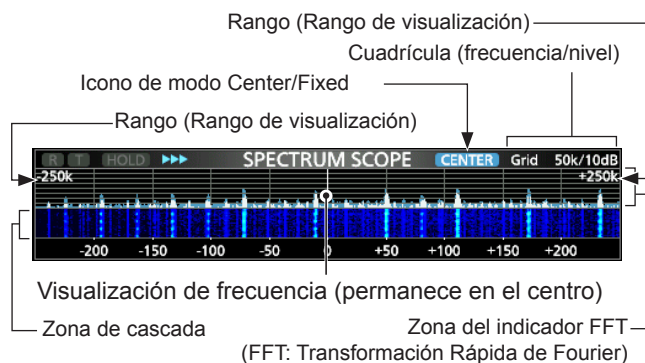 Rango (Rango de visualización)
Cuadrícula (frecuencia/nivel)
Icono de modo Center/Fixed
Rango (Rango de visualización)
R T HOLD SPECTRUM SCOPE CENTER Grid 50k/10dB
-250k +250k
-200 -150 -100 -50 0 +50 +100 +150 +200
Visualización de frecuencia (permanece en el centro)
Zona de cascada
Zona del indicador FFT
(FFT: Transformación Rápida de Fourier)